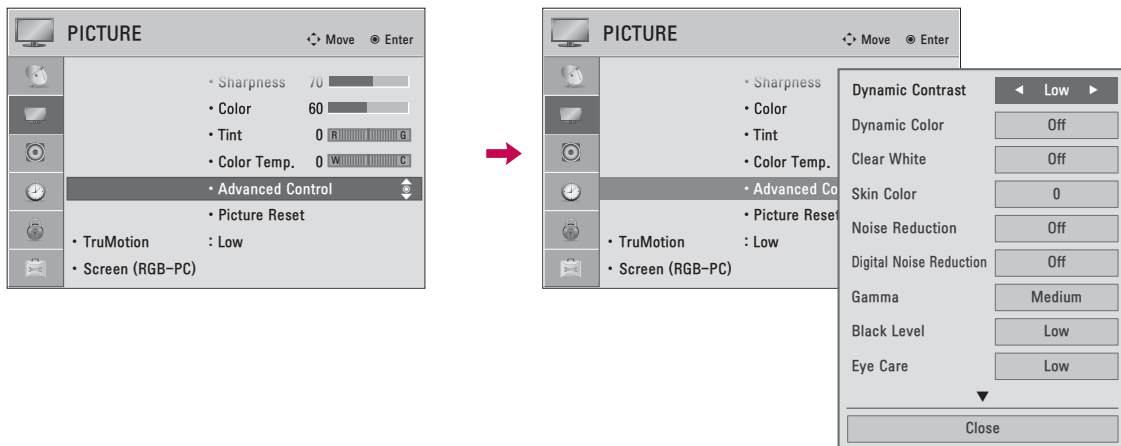 PICTURE
Move Enter
• Sharpness 70
• Color 60
• Tint 0 R G
• Color Temp. 0 W C
• Advanced Control
• Picture Reset
• TruMotion : Low
• Screen (RGB-PC)
PICTURE
Move Enter
• Sharpness
• Color
• Tint
• Color Temp.
• Advanced Co
• Picture Reset
• TruMotion : Low
• Screen (RGB-PC)
Dynamic Contrast ◀ Low ▶
Dynamic Color Off
Clear White Off
Skin Color 0
Noise Reduction Off
Digital Noise Reduction Off
Gamma Medium
Black Level Low
Eye Care Low
▼
Close